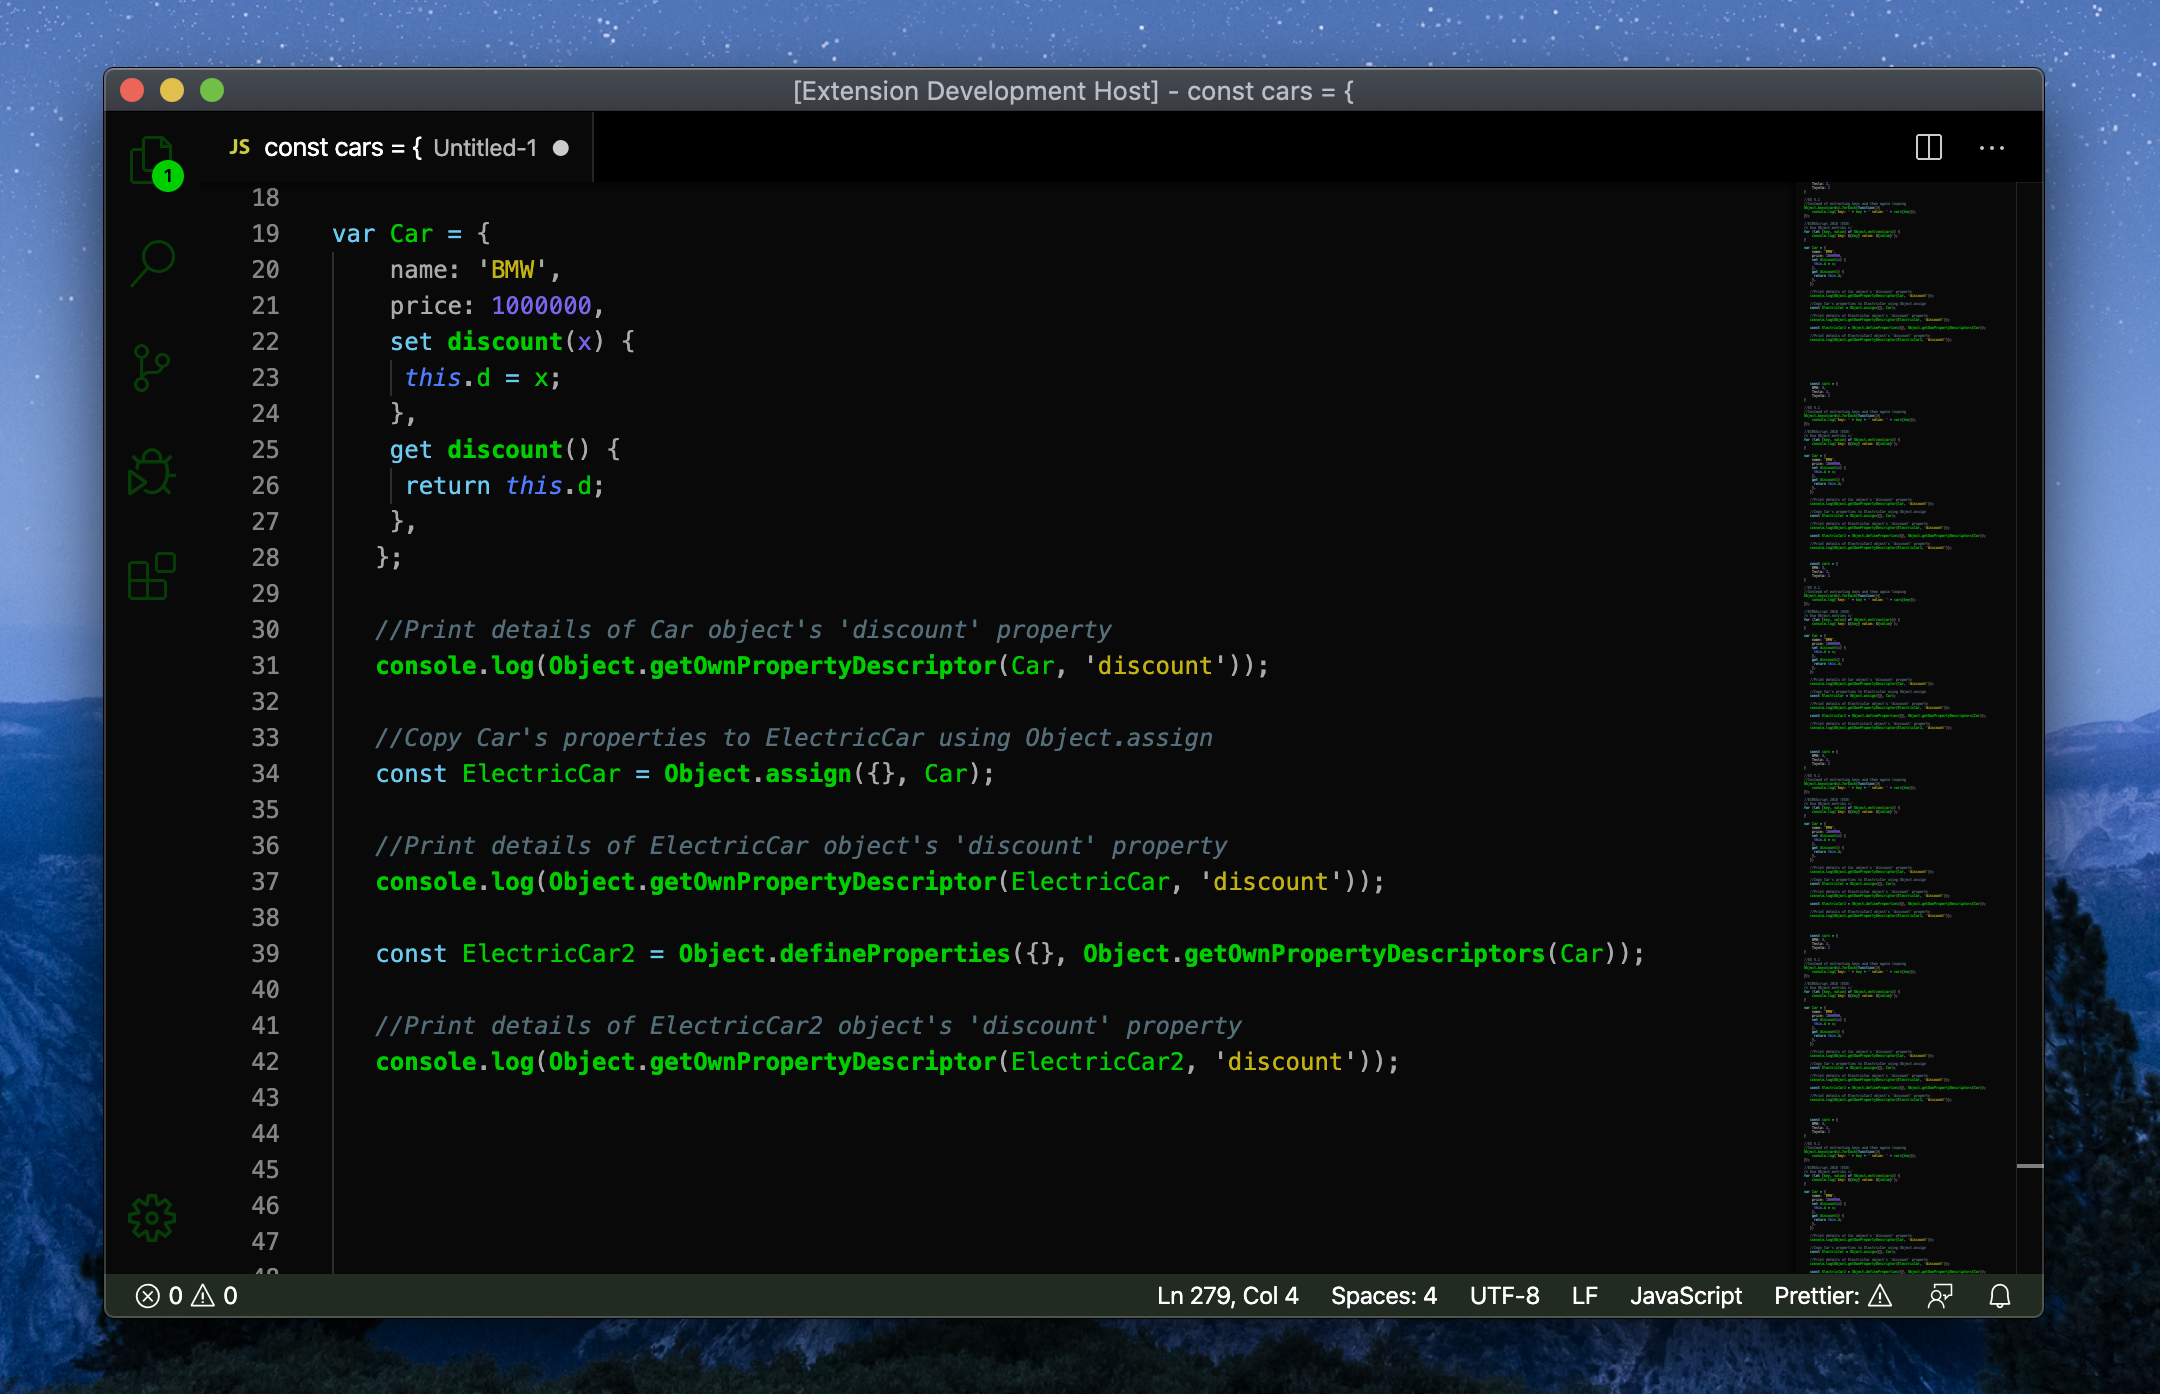 [Extension Development Host] - const cars = {
JS const cars = { Untitled-1
1
18
19 var Car = {
20 name: 'BMW',
21 price: 1000000,
22 set discount(x) {
23 this.d = x;
24 },
25 get discount() {
26 return this.d;
27 },
28 };
29
30 //Print details of Car object's 'discount' property
31 console.log(Object.getOwnPropertyDescriptor(Car, 'discount'));
32
33 //Copy Car's properties to ElectricCar using Object.assign
34 const ElectricCar = Object.assign({}, Car);
35
36 //Print details of ElectricCar object's 'discount' property
37 console.log(Object.getOwnPropertyDescriptor(ElectricCar, 'discount'));
38
39 const ElectricCar2 = Object.defineProperties({}, Object.getOwnPropertyDescriptors(Car));
40
41 //Print details of ElectricCar2 object's 'discount' property
42 console.log(Object.getOwnPropertyDescriptor(ElectricCar2, 'discount'));
43
44
45
46
47
0 0 Ln 279, Col 4 Spaces: 4 UTF-8 LF JavaScript Prettier: